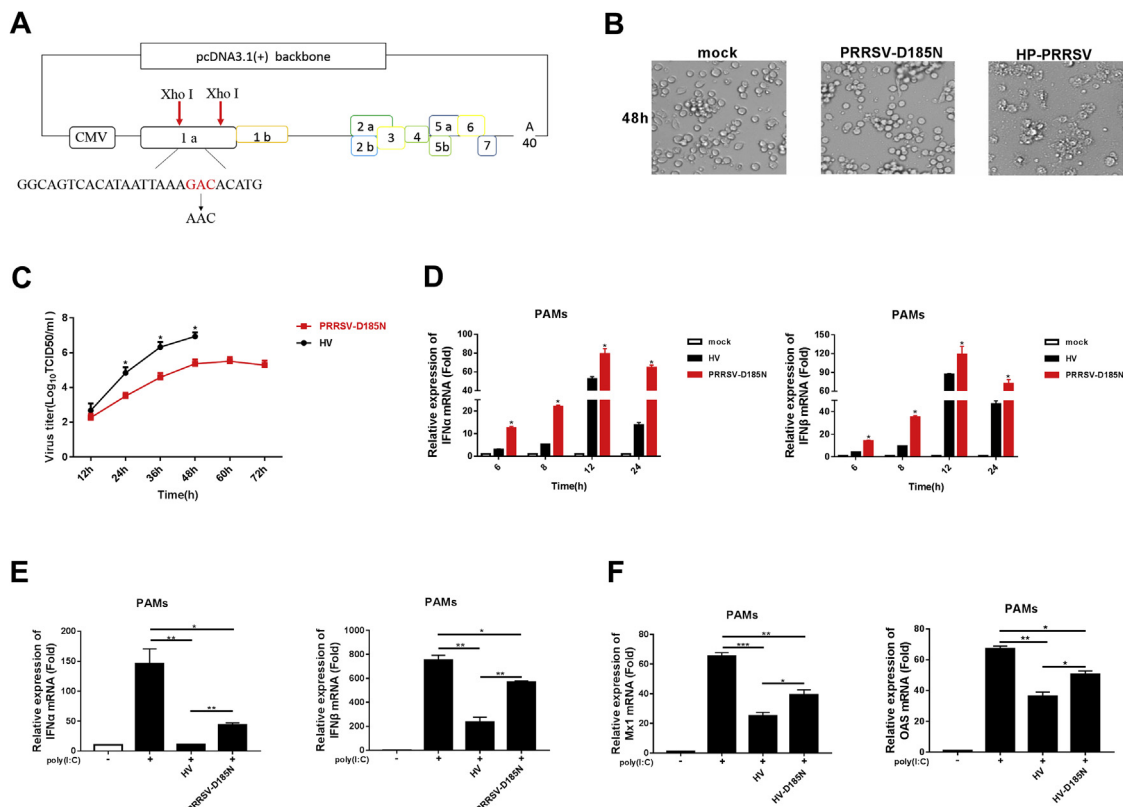 A
pcDNA3.1(+) backbone
Xho I Xho I
CMV 1 a 1 b 2 a 2 b 3 4 5 a 5b 6 7 A
40
GGCAGTCACATAATTAAAGACACATG
AAC
B
mock PRRSV-D185N HP-PRRSV
48h
C
Virus titer(Log10TCID50/ml)
8
6
4
2
0
12h 24h 36h 48h 60h 72h
Time(h)
* * *
PRRSV-D185N
HV
D
PAMs
Relative expression of
IFNα mRNA (Fold)
100
80
60
40
20
10
0
* * * *
6 8 12 24
Time(h)
mock
HV
PRRSV-D185N
PAMs
Relative expression of
IFNβ mRNA (Fold)
150
120
90
60
40
20
0
* * * *
6 8 12 24
Time(h)
mock
HV
PRRSV-D185N
E
PAMs
Relative expression of
IFNα mRNA (Fold)
200
150
100
50
0
*
**
**
poly(I:C) - + + +
HV
PRRSV-D185N
PAMs
Relative expression of
IFNβ mRNA (Fold)
1000
800
600
400
200
0
*
**
**
poly(I:C) - + + +
HV
PRRSV-D185N
F
PAMs
Relative expression of
Mx1 mRNA (Fold)
80
60
40
20
0
**
***
*
poly(I:C) - + + +
HV
HV-D185N
PAMs
Relative expression of
OAS mRNA (Fold)
80
60
40
20
0
*
**
*
poly(I:C) - + + +
HV
HV-D185N